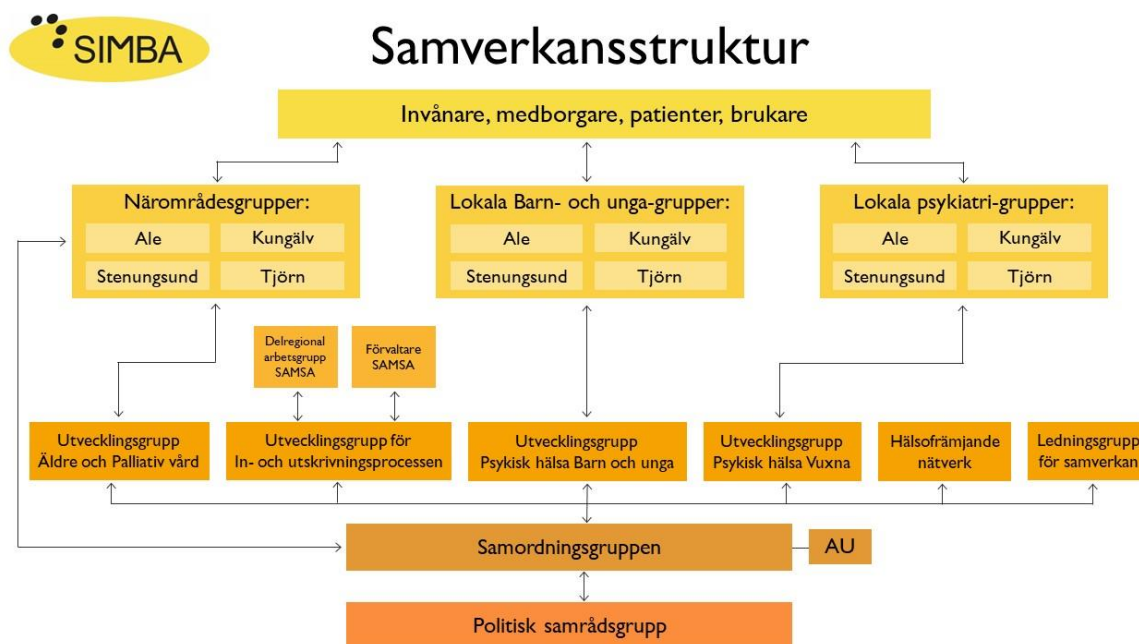 SIMBA
Samverkansstruktur
Invånare, medborgare, patienter, brukare
Närområdesgrupper:
Ale
Kungälv
Stenungsund
Tjörn
Lokala Barn- och unga-grupper:
Ale
Kungälv
Stenungsund
Tjörn
Lokala psykiatri-grupper:
Ale
Kungälv
Stenungsund
Tjörn
Delregional
arbetsgrupp
SAMSA
Förvaltare
SAMSA
Utvecklingsgrupp
Äldre och Palliativ vård
Utvecklingsgrupp för
In- och utskrivningsprocessen
Utvecklingsgrupp
Psykisk hälsa Barn och unga
Utvecklingsgrupp
Psykisk hälsa Vuxna
Hälsofrämjande
nätverk
Ledningsgrupp
för samverkan
Samordningsgruppen
AU
Politisk samrådsgrupp